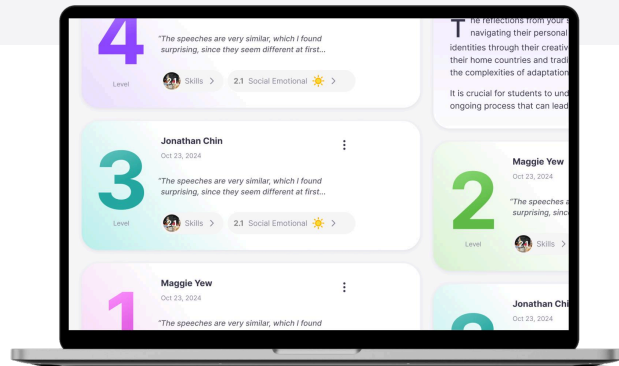 4
"The speeches are very similar, which I found
surprising, since they seem different at first...
Level
2.1 Skills >
2.1 Social Emotional >
Jonathan Chin
Oct 23, 2024
3
"The speeches are very similar, which I found
surprising, since they seem different at first...
Level
2.1 Skills >
2.1 Social Emotional >
Maggie Yew
Oct 23, 2024
1
"The speeches are very similar, which I found
The reflections from your s
navigating their personal
identities through their creativ
their home countries and tradi
the complexities of adaptation
It is crucial for students to und
ongoing process that can lead
Maggie Yew
Oct 23, 2024
2
"The speeches a
surprising, sinc
Level
2.1 Skills >
Jonathan Chi
Oct 23, 2024